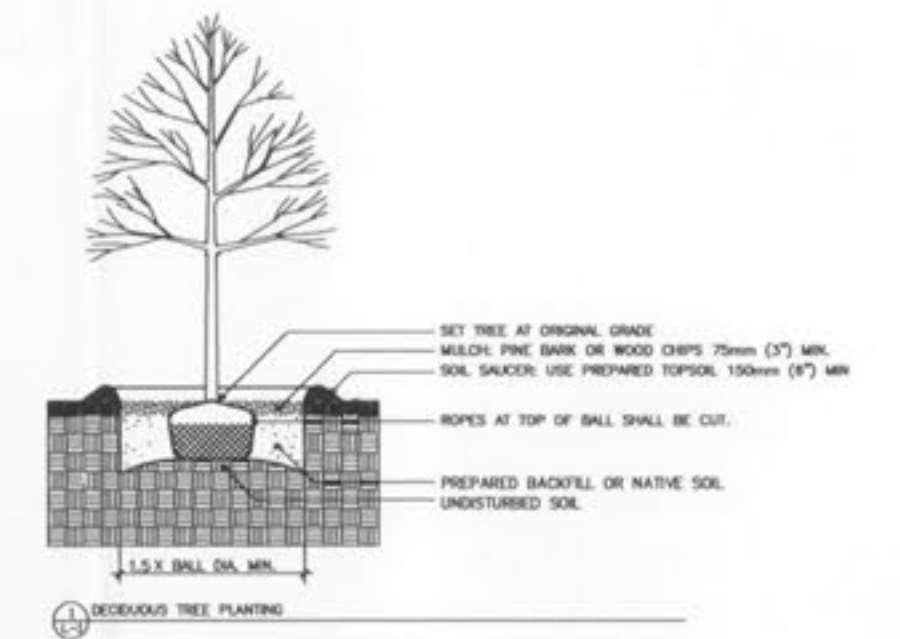 SET TREE AT ORIGINAL GRADE
MULCH: PINE BARK OR WOOD CHIPS 75mm (3") MIN.
SOIL SAUCER: USE PREPARED TOPSOIL 150mm (6") MIN
ROPES AT TOP OF BALL SHALL BE CUT.
PREPARED BACKFILL OR NATIVE SOIL
UNDISTURBED SOIL
1.5 X BALL DIA. MIN.
1 DECIDUOUS TREE PLANTING